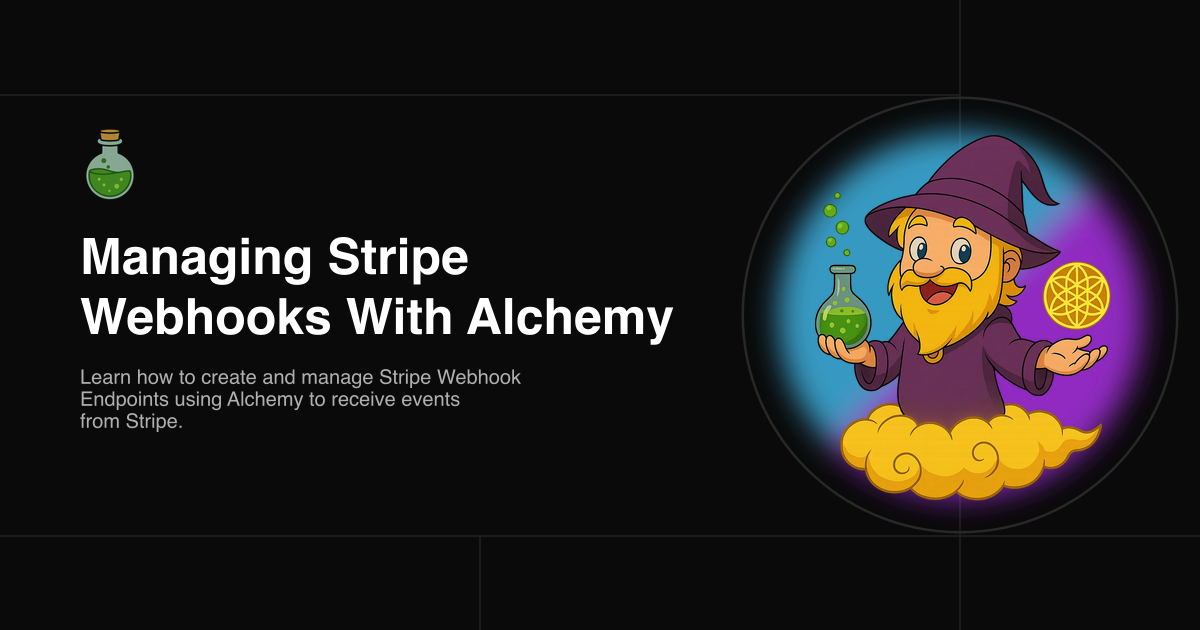 Managing Stripe
Webhooks With Alchemy
Learn how to create and manage Stripe Webhook
Endpoints using Alchemy to receive events
from Stripe.